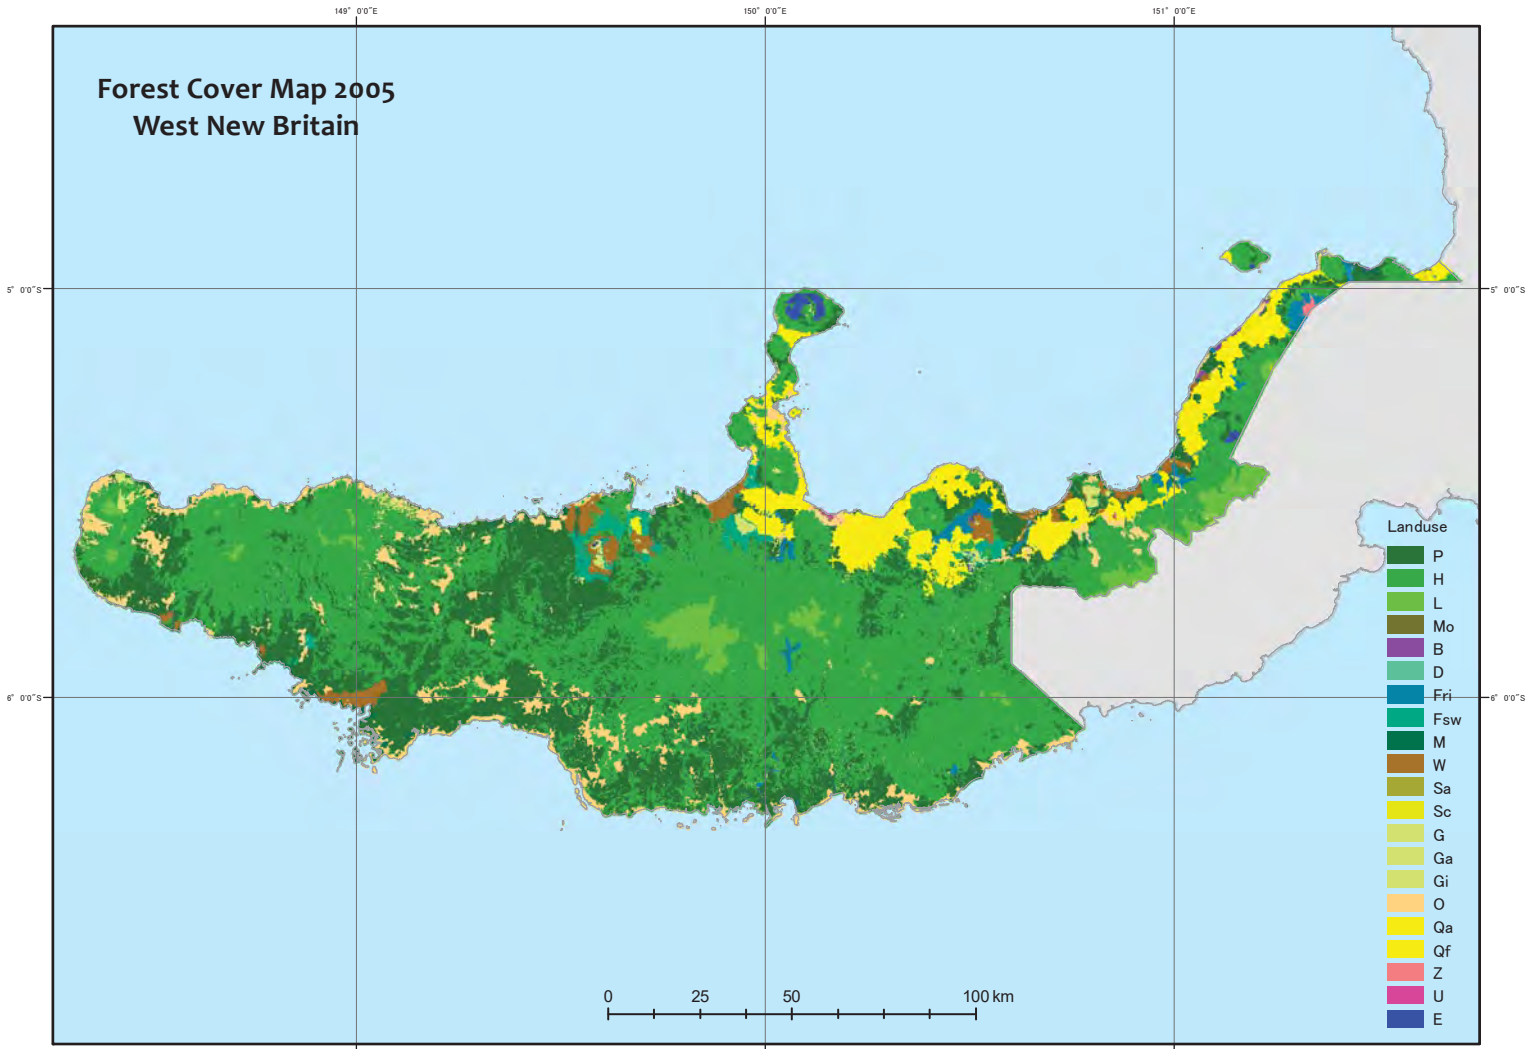 149° 0'0"E
150° 0'0"E
151° 0'0"E
Forest Cover Map 2005
West New Britain
5° 0'0"S
5° 0'0"S
6° 0'0"S
6° 0'0"S
Landuse
P
H
L
Mo
B
D
Fri
Fsw
M
W
Sa
Sc
G
Ga
Gi
O
Qa
Qf
Z
U
E
0 25 50 100 km